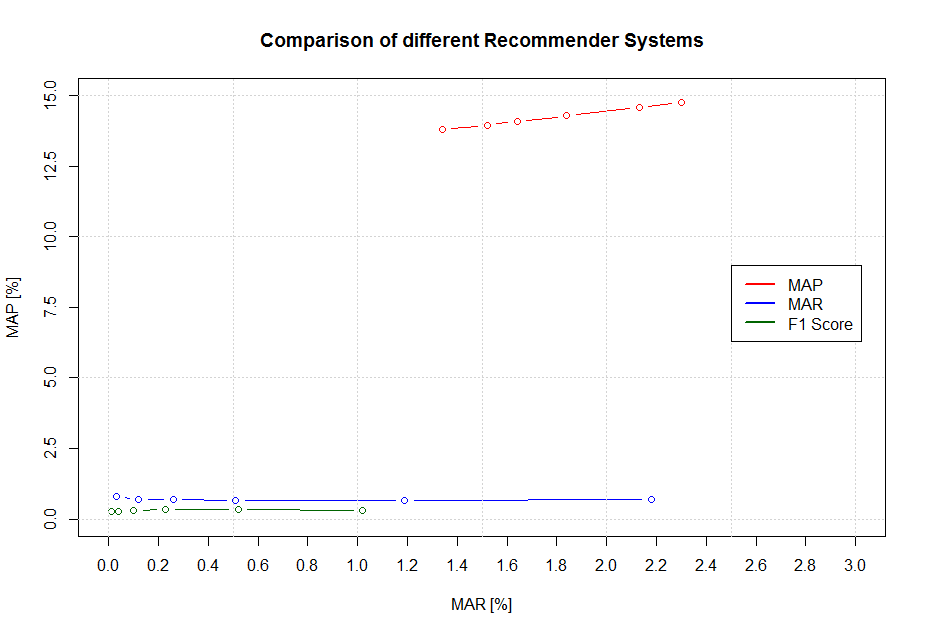 Comparison of different Recommender Systems
MAP [%]
15.0
12.5
10.0
7.5
5.0
2.5
0.0
MAP
MAR
F1 Score
0.0 0.2 0.4 0.6 0.8 1.0 1.2 1.4 1.6 1.8 2.0 2.2 2.4 2.6 2.8 3.0
MAR [%]